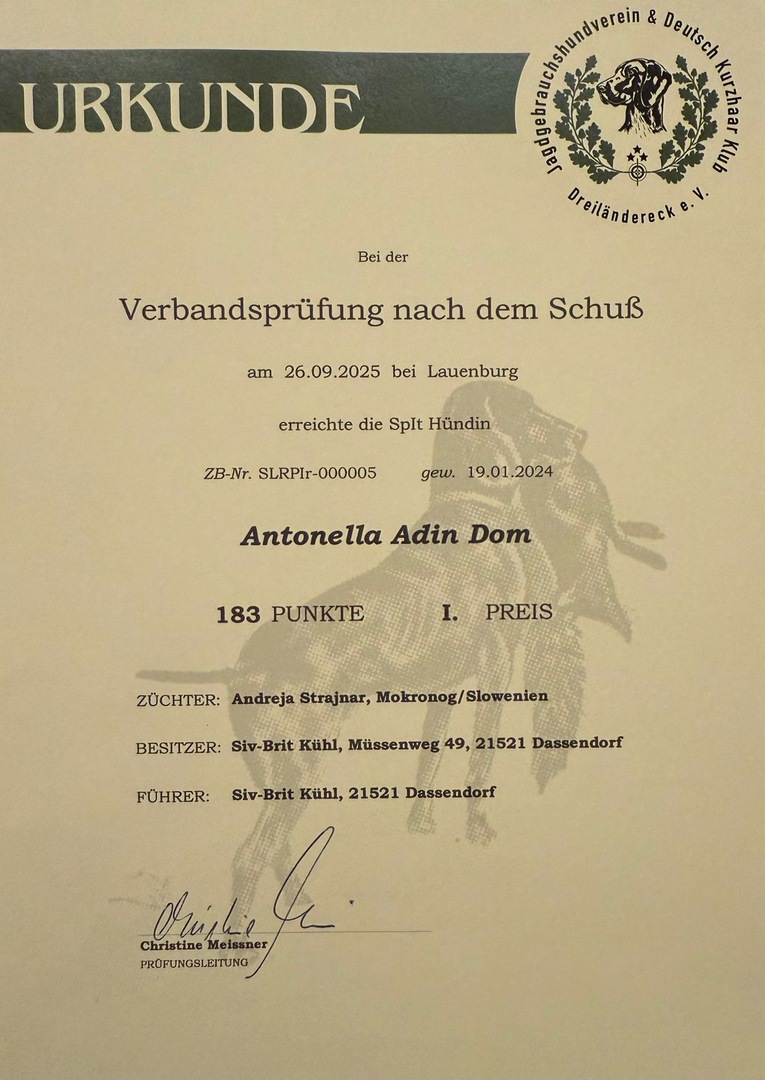 URKUNDE
Jagdgebrauchshundverein & Deutsch Kurzhaar Klub
Dreiländereck e. V.
Bei der
Verbandsprüfung nach dem Schuß
am 26.09.2025 bei Lauenburg
erreichte die SpIt Hündin
ZB-Nr. SLRPIr-000005 gew. 19.01.2024
Antonella Adin Dom
183 PUNKTE I. PREIS
ZÜCHTER: Andreja Strajnar, Mokronog/Slowenien
BESITZER: Siv-Brit Kühl, Müssenweg 49, 21521 Dassendorf
FÜHRER: Siv-Brit Kühl, 21521 Dassendorf
Christine Meissner
PRÜFUNGSLEITUNG